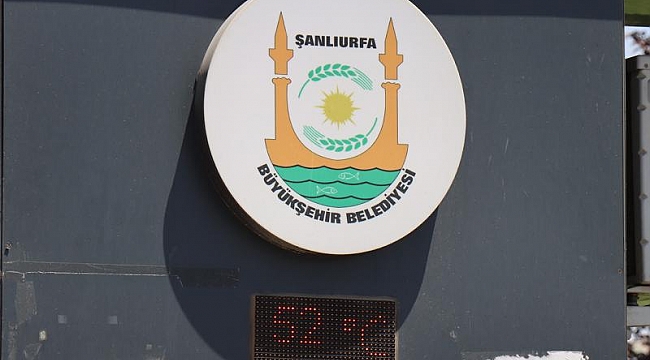 ŞANLIURFA
BÜYÜKŞEHİR BELEDİYESİ
52 °C